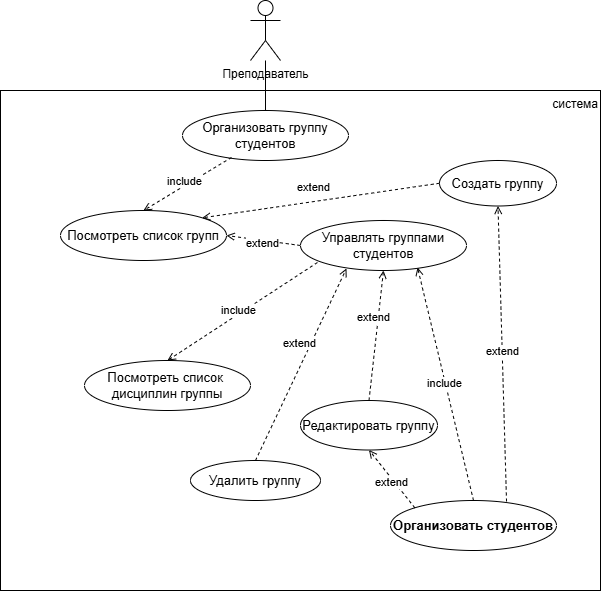 Преподаватель
система
Организовать группу
студентов
include
extend
Создать группу
Посмотреть список групп
extend
Управлять группами
студентов
include
extend
extend
extend
include
Посмотреть список
дисциплин группы
Редактировать группу
Удалить группу
extend
Организовать студентов